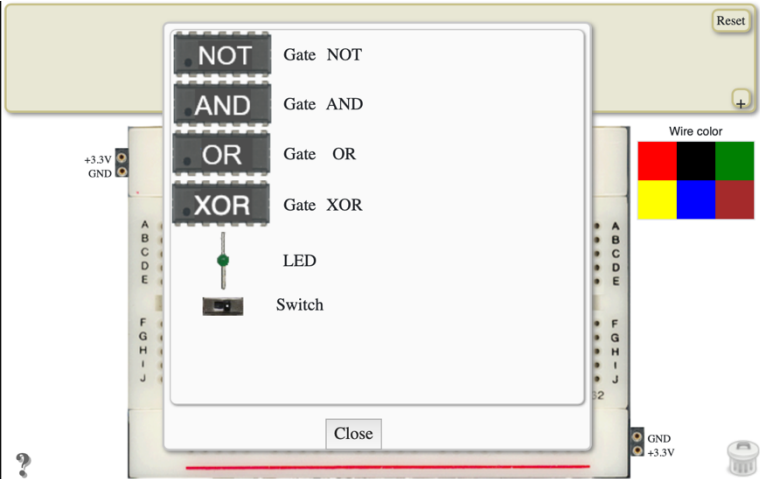 Reset
+
NOT Gate NOT
AND Gate AND
OR Gate OR
XOR Gate XOR
LED
Switch
Close
Wire color
+3.3V
GND
A A
B B
C C
D D
E E
F F
G G
H H
I I
J J
GND
+3.3V
?